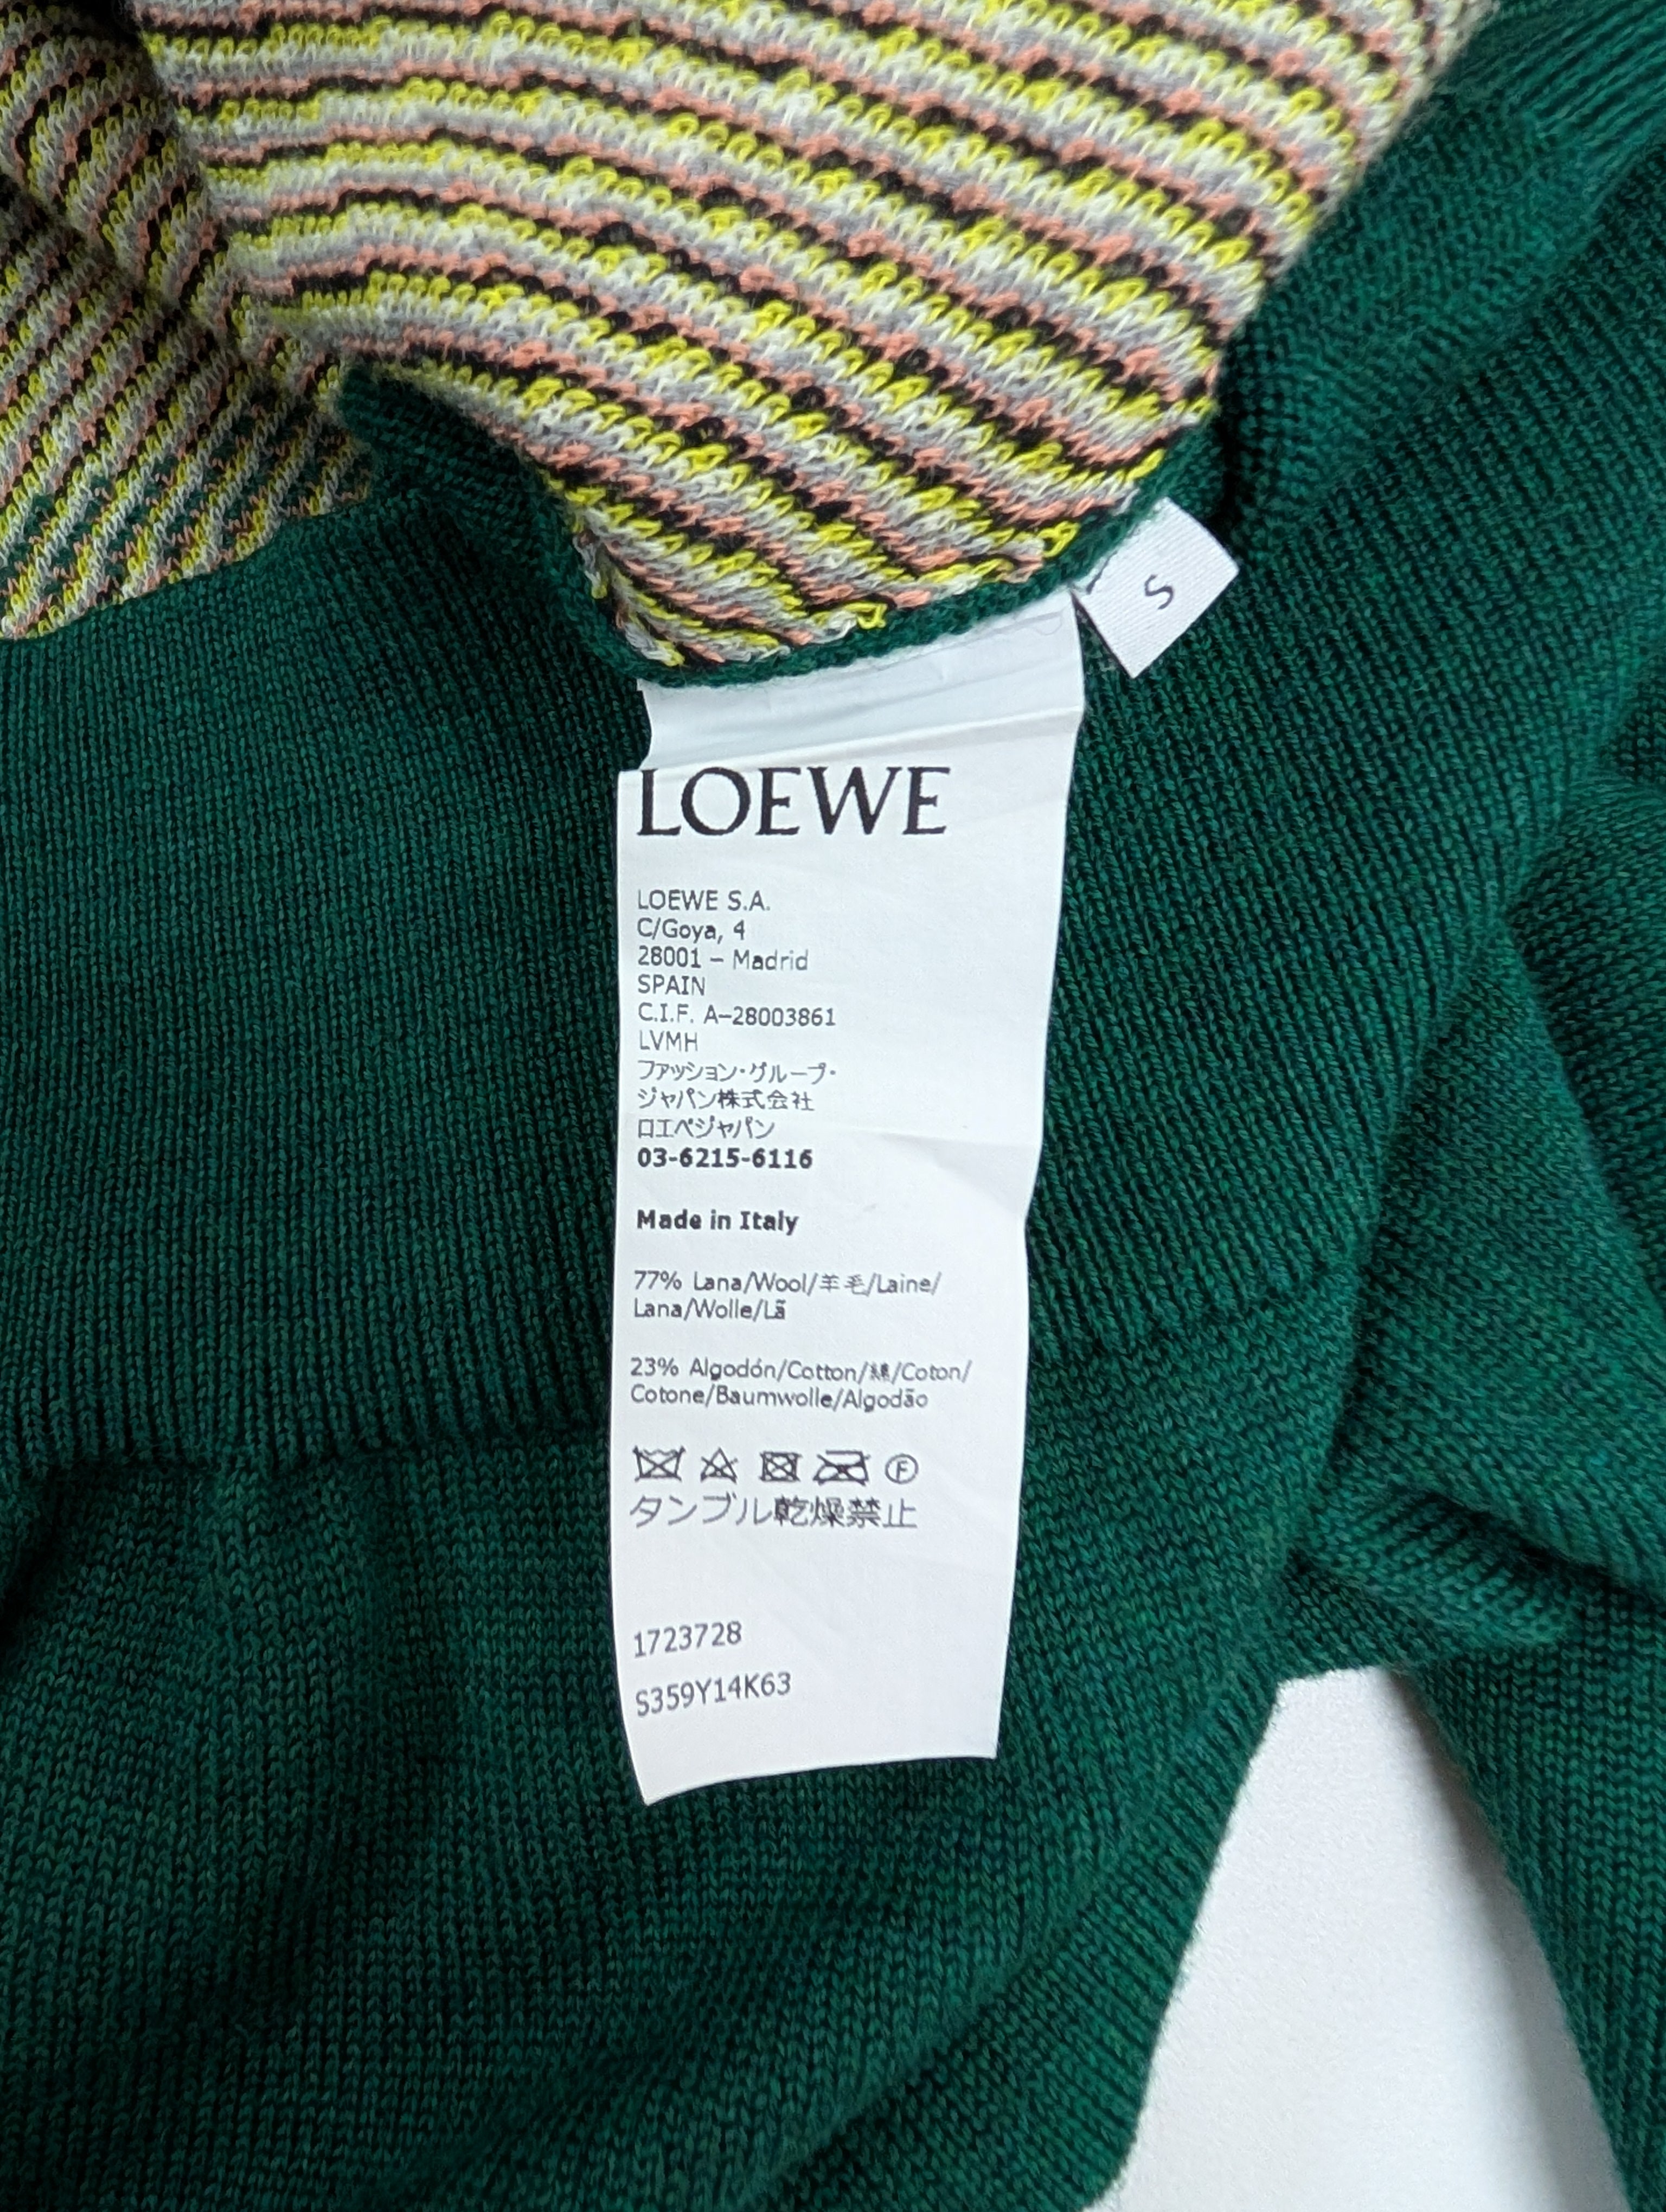 S
LOEWE
LOEWE S.A.
C/Goya, 4
28001 – Madrid
SPAIN
C.I.F. A–28003861
LVMH
ファッション・グループ・
ジャパン株式会社
ロエベジャパン
03-6215-6116
Made in Italy
77% Lana/Wool/羊毛/Laine/
Lana/Wolle/Lã
23% Algodón/Cotton/綿/Coton/
Cotone/Baumwolle/Algodão
F
タンブル乾燥禁止
1723728
S359Y14K63